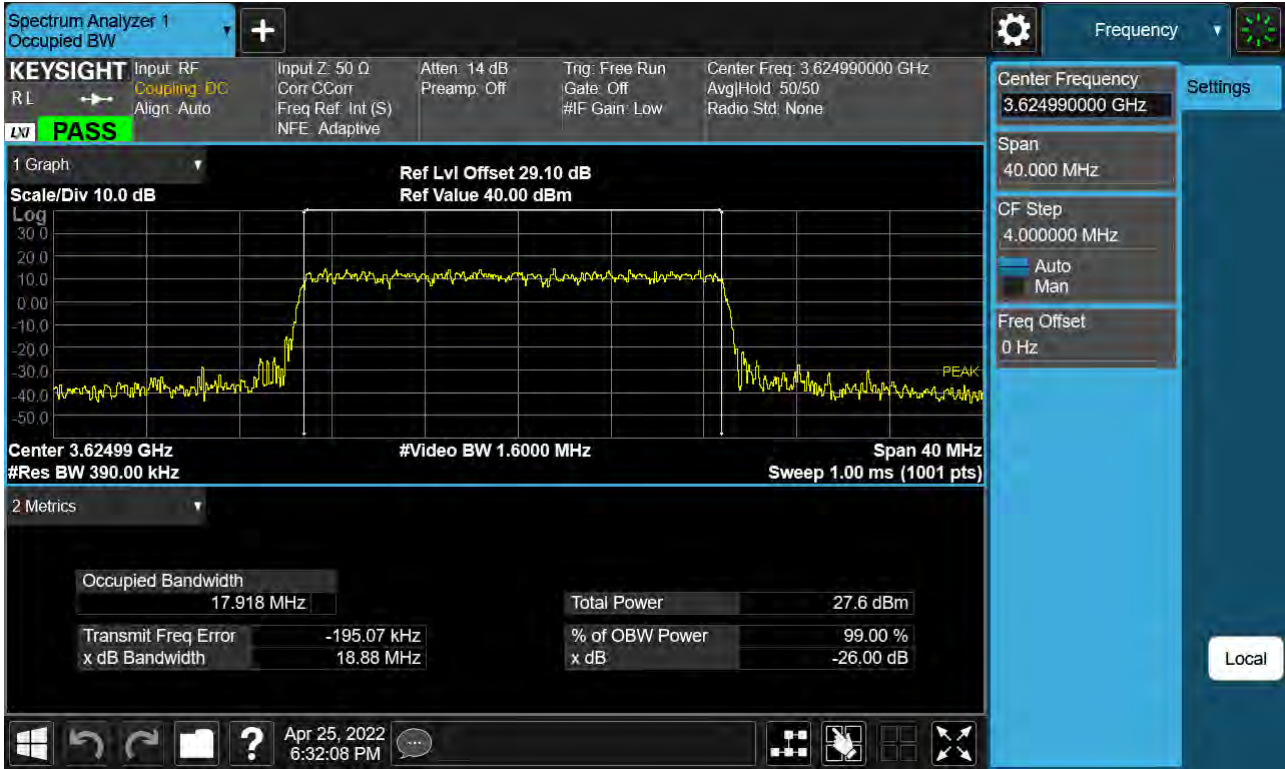 Spectrum Analyzer 1
Occupied BW
+
Frequency
KEYSIGHT
R L
LXI
PASS
Input: RF
Coupling: DC
Align: Auto
Input Z: 50 Ω
Corr CCorr
Freq Ref: Int (S)
NFE: Adaptive
Atten: 14 dB
Preamp: Off
Trig: Free Run
Gate: Off
#IF Gain: Low
Center Freq: 3.624990000 GHz
Avg|Hold: 50/50
Radio Std: None
Center Frequency
3.624990000 GHz
Settings
Span
40.000 MHz
CF Step
4.000000 MHz
Auto
Man
Freq Offset
0 Hz
Local
1 Graph
Scale/Div 10.0 dB
Ref Lvl Offset 29.10 dB
Ref Value 40.00 dBm
Log
30.0
20.0
10.0
0.00
-10.0
-20.0
-30.0
-40.0
-50.0
PEAK
Center 3.62499 GHz
#Video BW 1.6000 MHz
Span 40 MHz
#Res BW 390.00 kHz
Sweep 1.00 ms (1001 pts)
2 Metrics
Occupied Bandwidth
17.918 MHz
Total Power 27.6 dBm
Transmit Freq Error -195.07 kHz
% of OBW Power 99.00 %
x dB Bandwidth 18.88 MHz
x dB -26.00 dB
?
Apr 25, 2022
6:32:08 PM